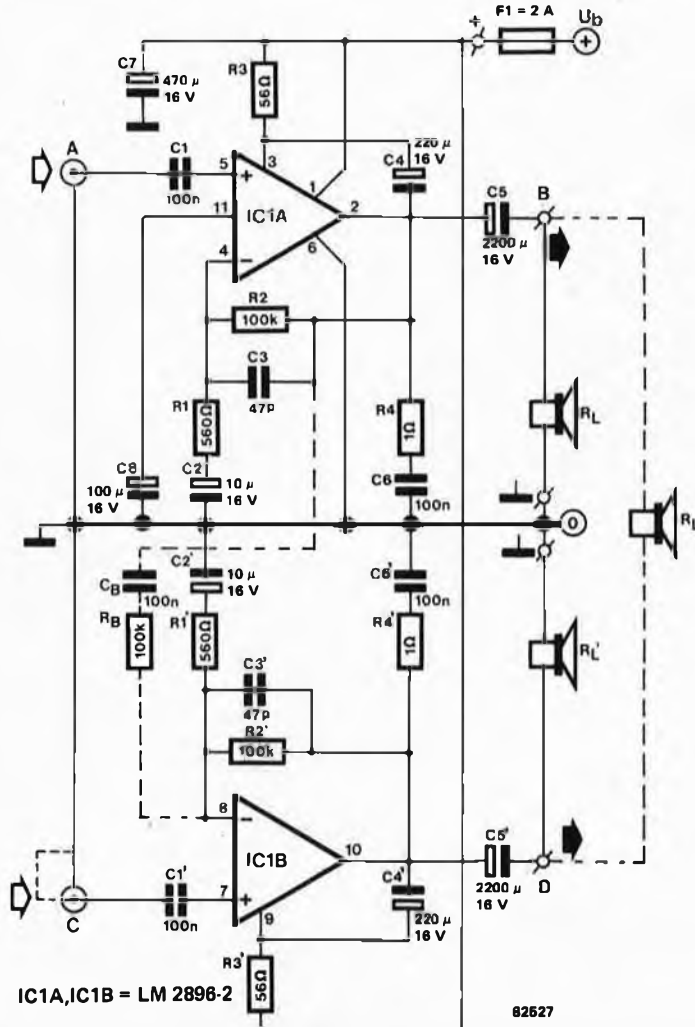 F1 = 2 A
Ub
+
+
C7
470 µ
16 V
R3
56Ω
220 µ
16 V
C4
A
C1
100n
5
+
3
1
IC1A
2
11
4
–
6
C5
2200 µ
16 V
B
R2
100k
C3
47p
R1
560Ω
R4
1Ω
RL
C8
100 µ
16 V
C2
10 µ
16 V
C6
100n
0
RL
CB
100n
RB
100k
C2'
10 µ
16 V
R1'
560Ω
C6'
100n
R4'
1Ω
C3'
47p
R2'
100k
RL'
8
–
IC1B
10
C5'
2200 µ
16 V
D
C
C1'
100n
7
+
9
C4'
220 µ
16 V
R3'
56Ω
IC1A,IC1B = LM 2896-2
82527